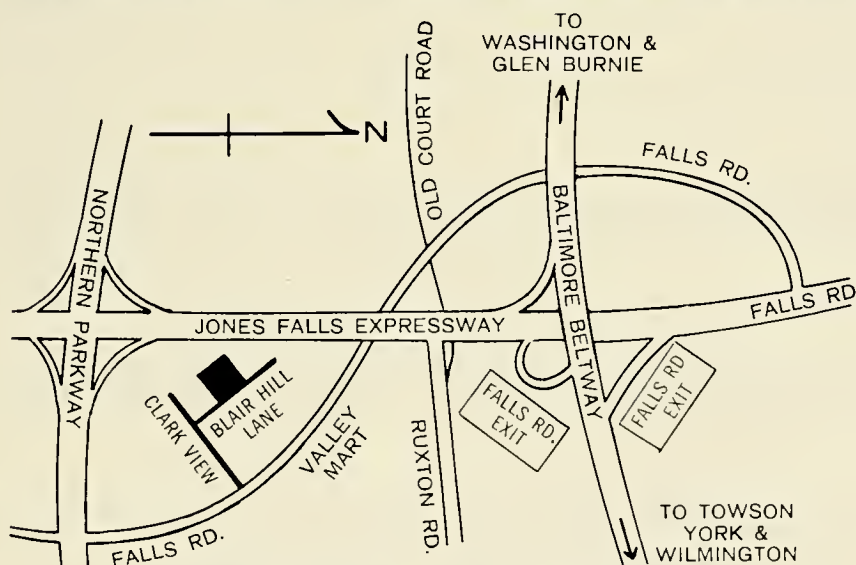 TO
WASHINGTON &
GLEN BURNIE
OLD COURT ROAD
N
FALLS RD.
NORTHERN PARKWAY
BALTIMORE BELTWAY
JONES FALLS EXPRESSWAY
FALLS RD
CLARK VIEW
BLAIR HILL
LANE
VALLEY
MART
RUXTON RD.
FALLS RD.
EXIT
FALLS RD
EXIT
FALLS RD.
TO TOWSON
YORK &
WILMINGTON